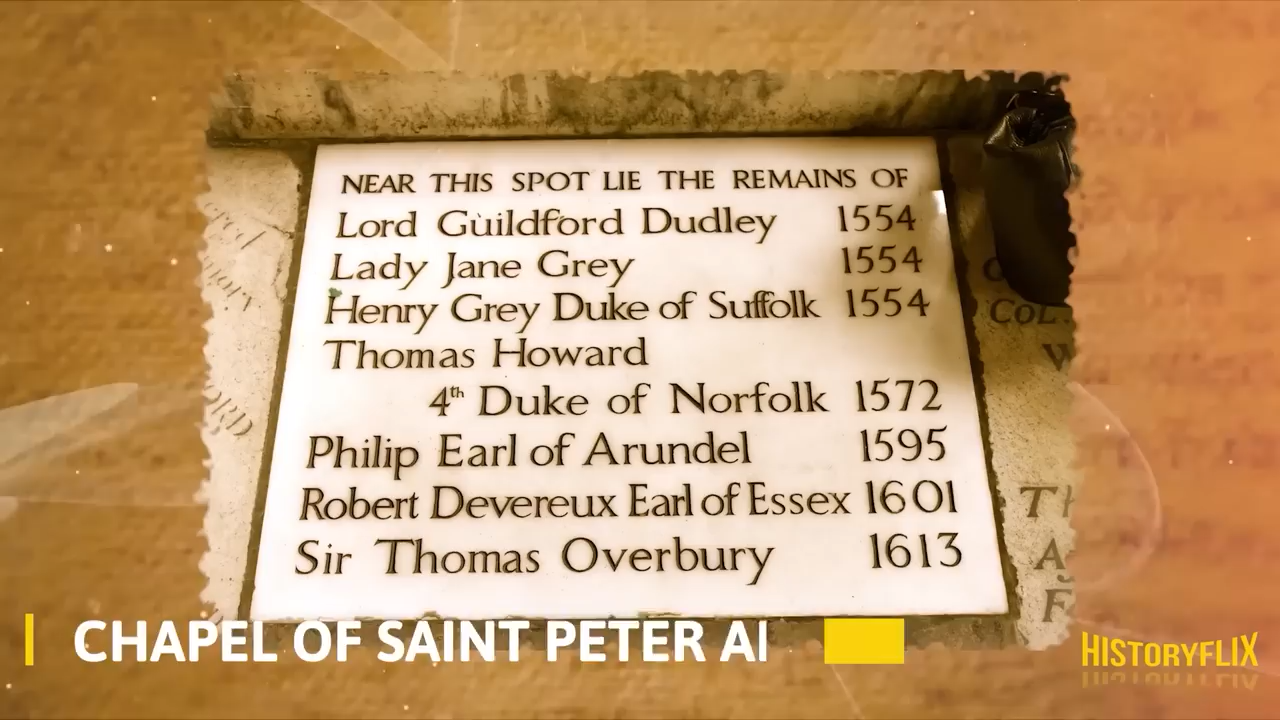 NEAR THIS SPOT LIE THE REMAINS OF
Lord Guildford Dudley 1554
Lady Jane Grey 1554
Henry Grey Duke of Suffolk 1554
Thomas Howard
4th Duke of Norfolk 1572
Philip Earl of Arundel 1595
Robert Devereux Earl of Essex 1601
Sir Thomas Overbury 1613
CHAPEL OF SAINT PETER
HISTORYFLIX